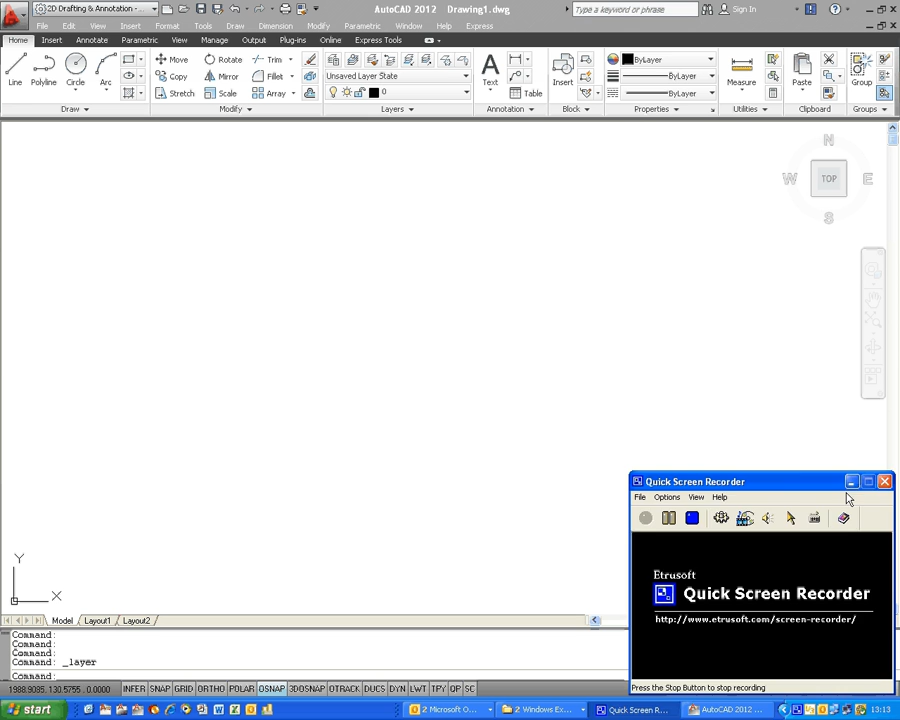 2D Drafting & Annotation
AutoCAD 2012 Drawing1.dwg
Type a keyword or phrase
Sign In
File Edit View Insert Format Tools Draw Dimension Modify Parametric Window Help Express
Home Insert Annotate Parametric View Manage Output Plug-ins Online Express Tools
Line
Polyline
Circle
Arc
Move Rotate Trim
Copy Mirror Fillet
Stretch Scale Array
Unsaved Layer State
0
Text
Table
Insert
ByLayer
ByLayer
ByLayer
Measure
Paste
Group
Draw Modify Layers Annotation Block Properties Utilities Clipboard Groups
N
W TOP E
S
Quick Screen Recorder
File Options View Help
Etrusoft
Quick Screen Recorder
http://www.etrusoft.com/screen-recorder/
Press the Stop Button to stop recording
Y
X
Model Layout1 Layout2
Command:
Command:
Command:
Command: _layer
Command:
1988.9085, 130.5755 , 0.0000
INFER SNAP GRID ORTHO POLAR OSNAP 3DOSNAP OTRACK DUCS DYN LWT TPY QP SC
start
2 Microsoft O...
2 Windows Ex...
Quick Screen R...
AutoCAD 2012 ...
13:13